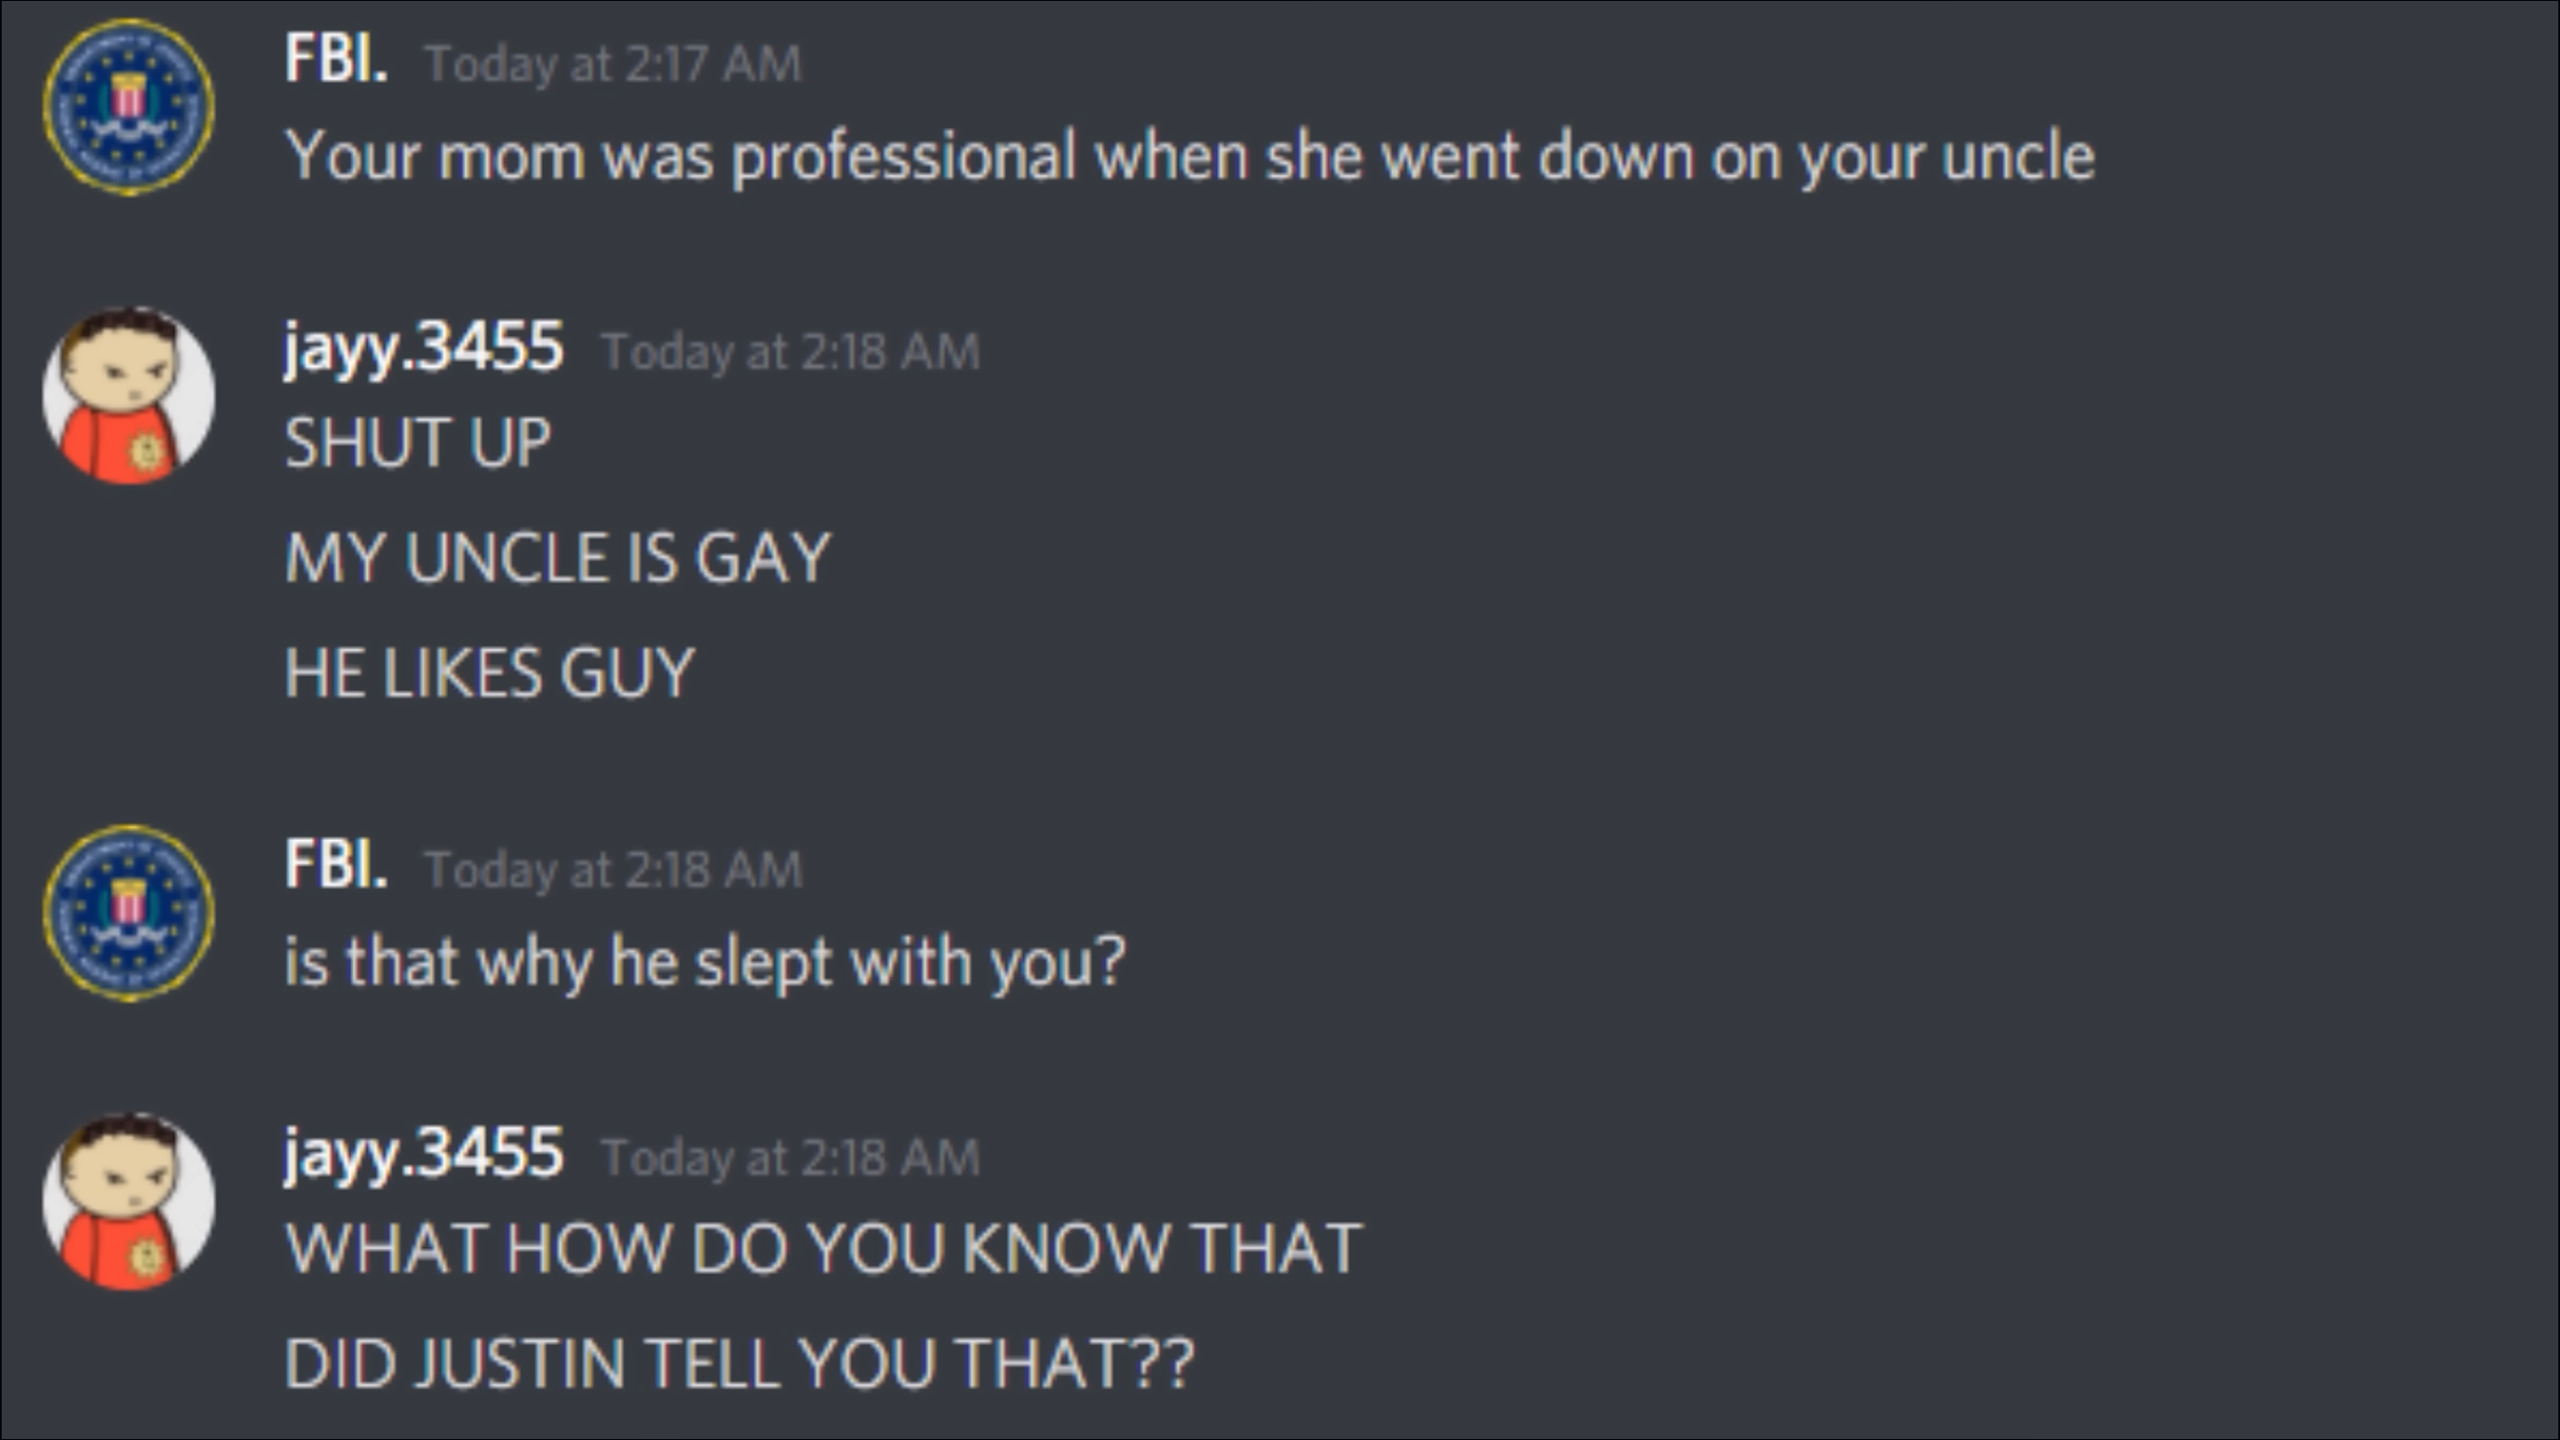 FBI. Today at 2:17 AM
Your mom was professional when she went down on your uncle
jayy.3455 Today at 2:18 AM
SHUT UP
MY UNCLE IS GAY
HE LIKES GUY
FBI. Today at 2:18 AM
is that why he slept with you?
jayy.3455 Today at 2:18 AM
WHAT HOW DO YOU KNOW THAT
DID JUSTIN TELL YOU THAT??